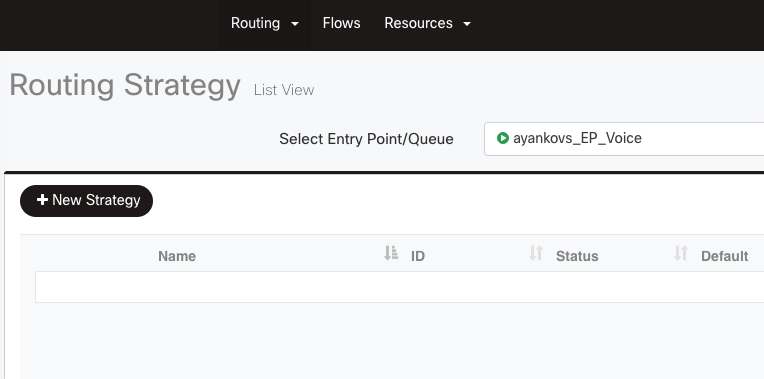 Routing Flows Resources
Routing Strategy List View
Select Entry Point/Queue ayankovs_EP_Voice
New Strategy
Name ID Status Default